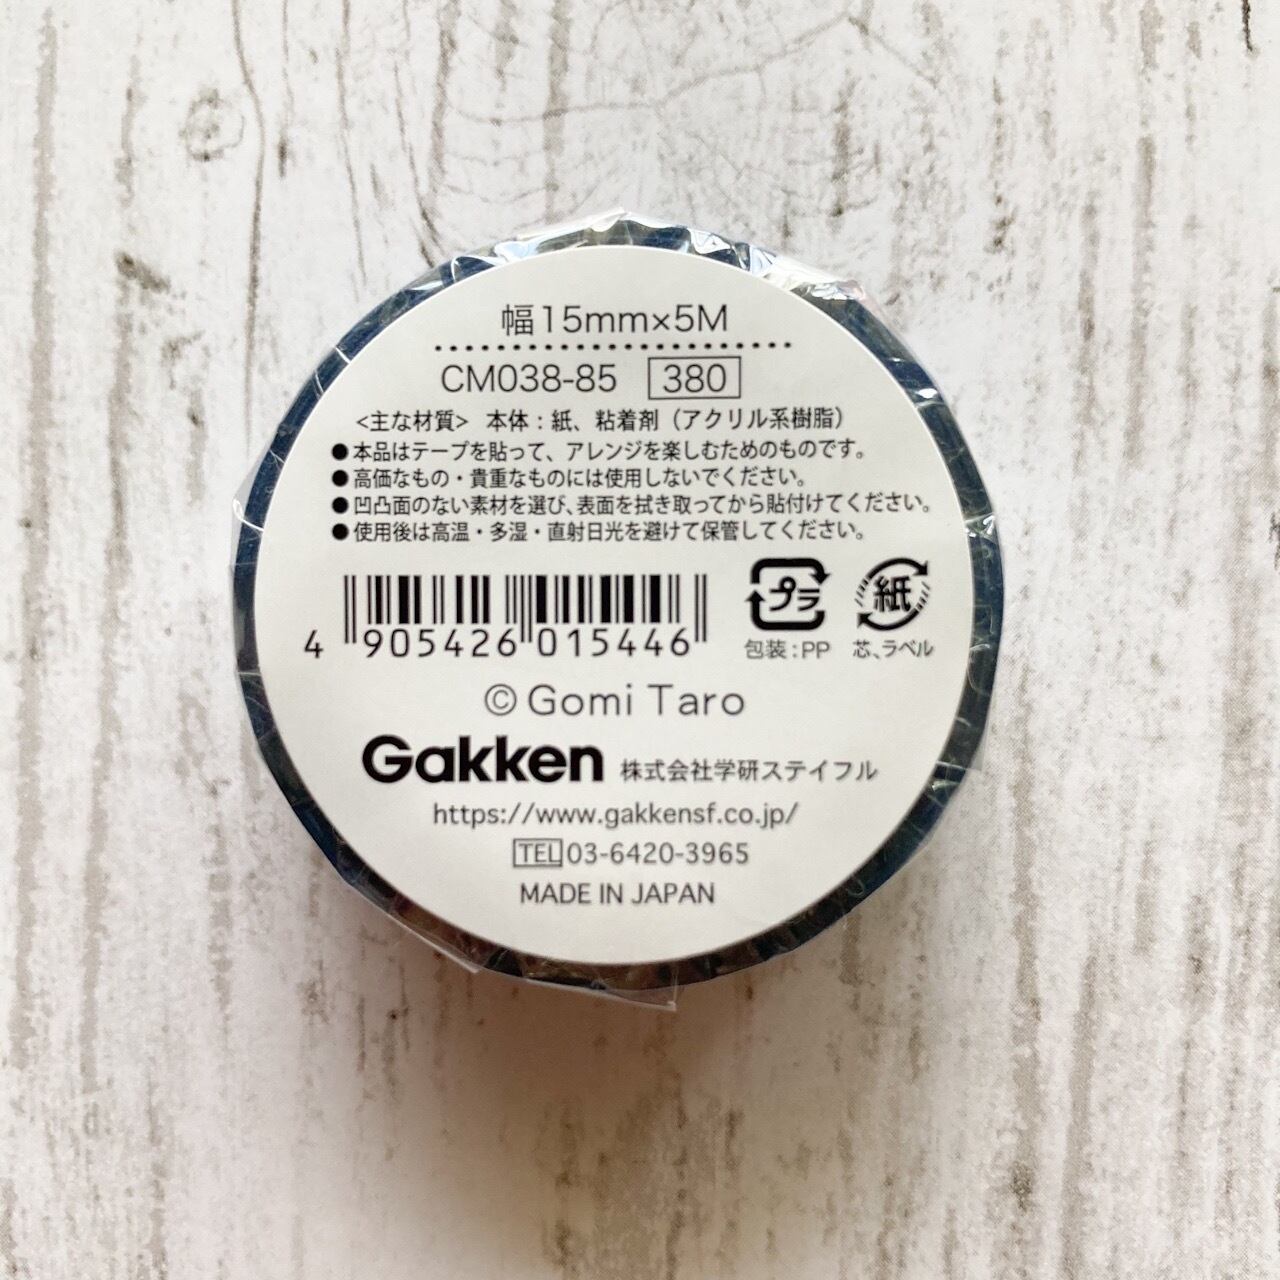 幅15mm×5M
CM038-85 380
<主な材質> 本体：紙、粘着剤（アクリル系樹脂）
●本品はテープを貼って、アレンジを楽しむためのものです。
●高価なもの・貴重なものには使用しないでください。
●凹凸面のない素材を選び、表面を拭き取ってから貼付けてください。
●使用後は高温・多湿・直射日光を避けて保管してください。
プラ 紙
4 905426 015446
包装：PP 芯、ラベル
© Gomi Taro
Gakken 株式会社学研ステイフル
https://www.gakkensf.co.jp/
TEL 03-6420-3965
MADE IN JAPAN